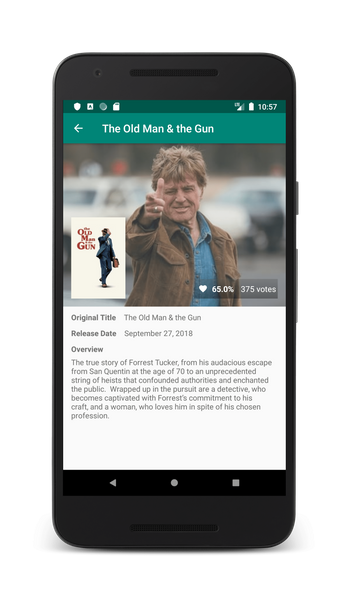 10:57
The Old Man & the Gun
the
OLD
MAN
& the
GUN
65.0% 375 votes
Original Title The Old Man & the Gun
Release Date September 27, 2018
Overview
The true story of Forrest Tucker, from his audacious escape
from San Quentin at the age of 70 to an unprecedented
string of heists that confounded authorities and enchanted
the public. Wrapped up in the pursuit are a detective, who
becomes captivated with Forrest's commitment to his
craft, and a woman, who loves him in spite of his chosen
profession.